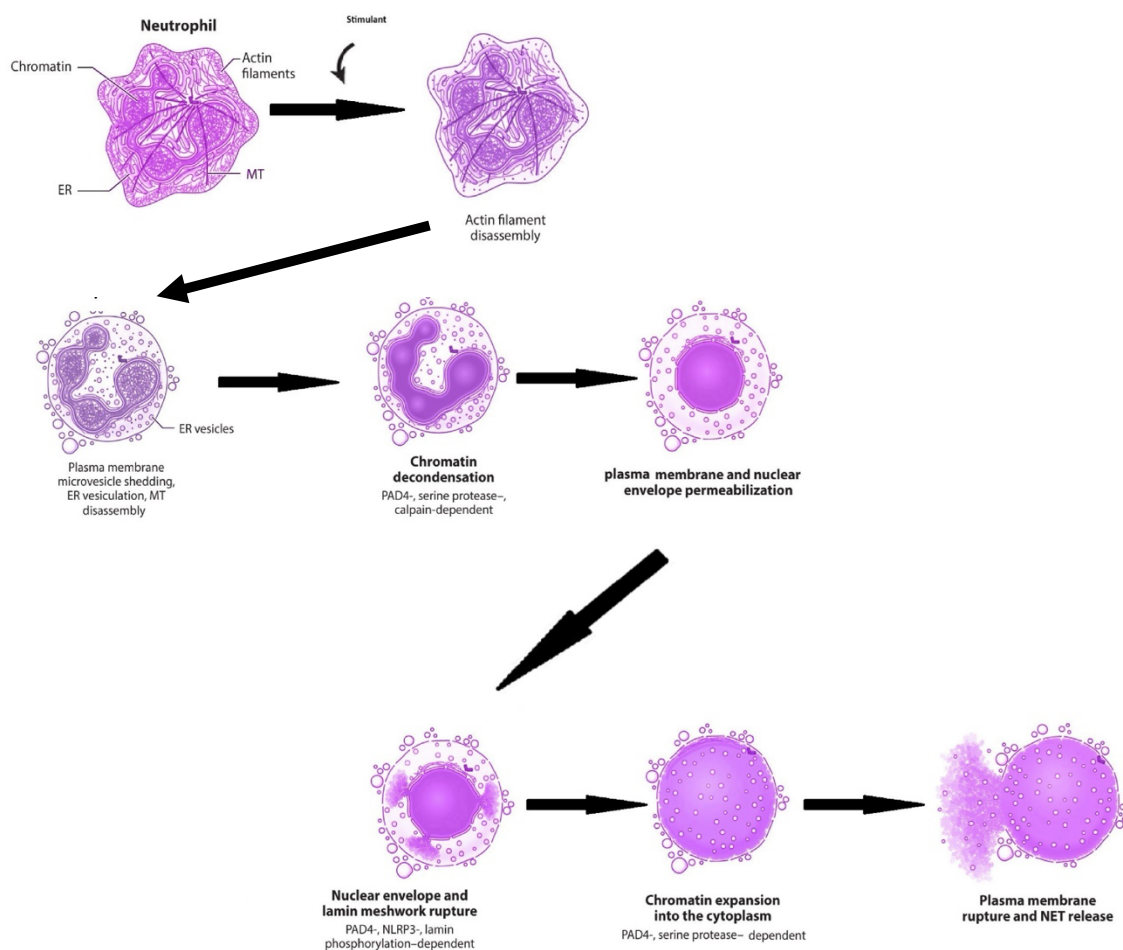 Neutrophil
Stimulant
Chromatin
Actin
filaments
ER
MT
Actin filament
disassembly
ER vesicles
Plasma membrane
microvesicle shedding,
ER vesiculation, MT
disassembly
Chromatin
decondensation
PAD4-, serine protease–,
calpain-dependent
plasma membrane and nuclear
envelope permeabilization
Nuclear envelope and
lamin meshwork rupture
PAD4-, NLRP3-, lamin
phosphorylation–dependent
Chromatin expansion
into the cytoplasm
PAD4-, serine protease– dependent
Plasma membrane
rupture and NET release